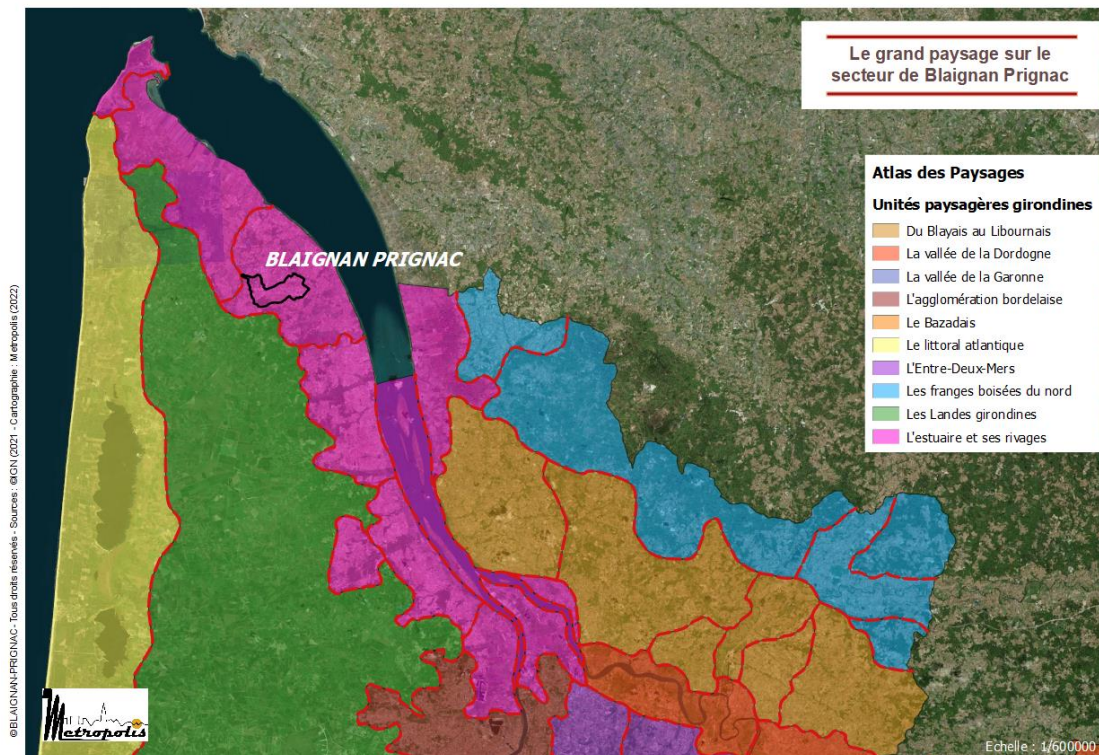 Le grand paysage sur le
secteur de Blaignan Prignac
Atlas des Paysages
Unités paysagères girondines
Du Blayais au Libournais
La vallée de la Dordogne
La vallée de la Garonne
L'agglomération bordelaise
Le Bazadais
Le littoral atlantique
L'Entre-Deux-Mers
Les franges boisées du nord
Les Landes girondines
L'estuaire et ses rivages
BLAIGNAN PRIGNAC
©BLAIGNAN-PRIGNAC - Tous droits réservés - Sources : ©IGN (2021 - Cartographie : Metropolis (2022)
Metropolis
Echelle : 1/600000